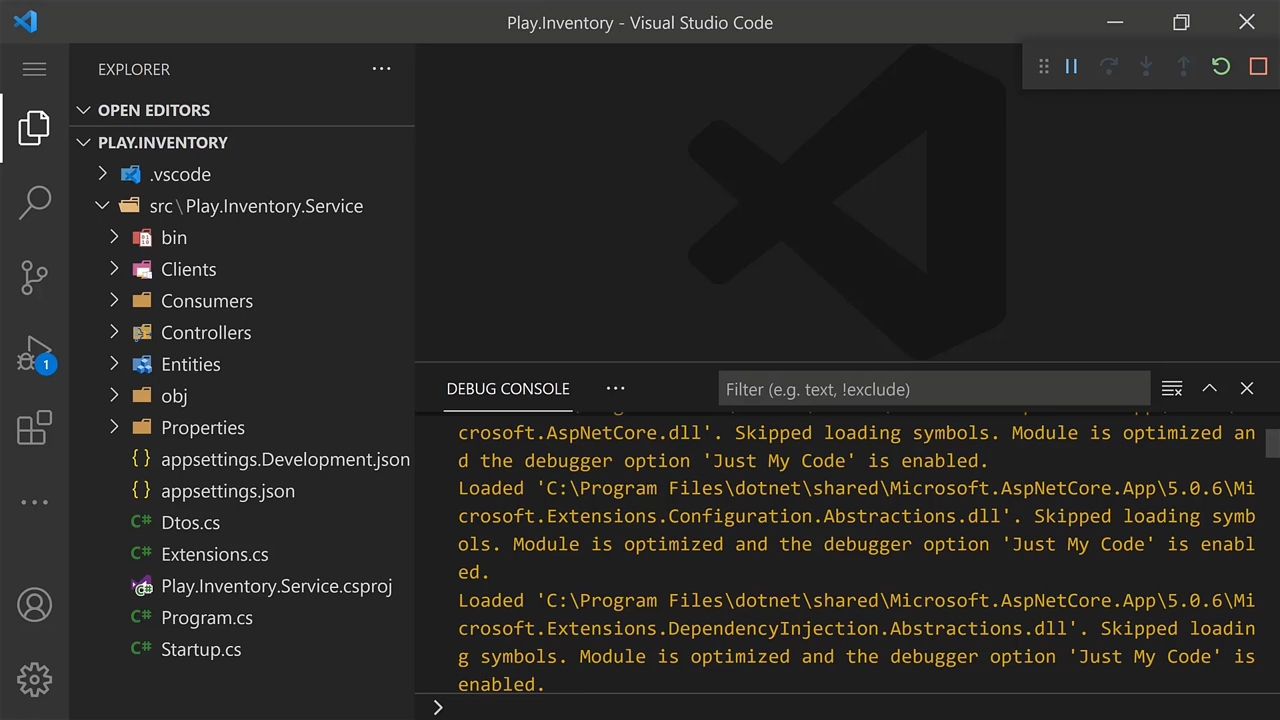 Play.Inventory - Visual Studio Code
EXPLORER
OPEN EDITORS
PLAY.INVENTORY
.vscode
src\Play.Inventory.Service
bin
Clients
Consumers
Controllers
Entities
obj
Properties
{} appsettings.Development.json
{} appsettings.json
C# Dtos.cs
C# Extensions.cs
Play.Inventory.Service.csproj
C# Program.cs
C# Startup.cs
1
DEBUG CONSOLE
Filter (e.g. text, !exclude)
crosoft.AspNetCore.dll'. Skipped loading symbols. Module is optimized an
d the debugger option 'Just My Code' is enabled.
Loaded 'C:\Program Files\dotnet\shared\Microsoft.AspNetCore.App\5.0.6\Mi
crosoft.Extensions.Configuration.Abstractions.dll'. Skipped loading symb
ols. Module is optimized and the debugger option 'Just My Code' is enabl
ed.
Loaded 'C:\Program Files\dotnet\shared\Microsoft.AspNetCore.App\5.0.6\Mi
crosoft.Extensions.DependencyInjection.Abstractions.dll'. Skipped loadin
g symbols. Module is optimized and the debugger option 'Just My Code' is
enabled.